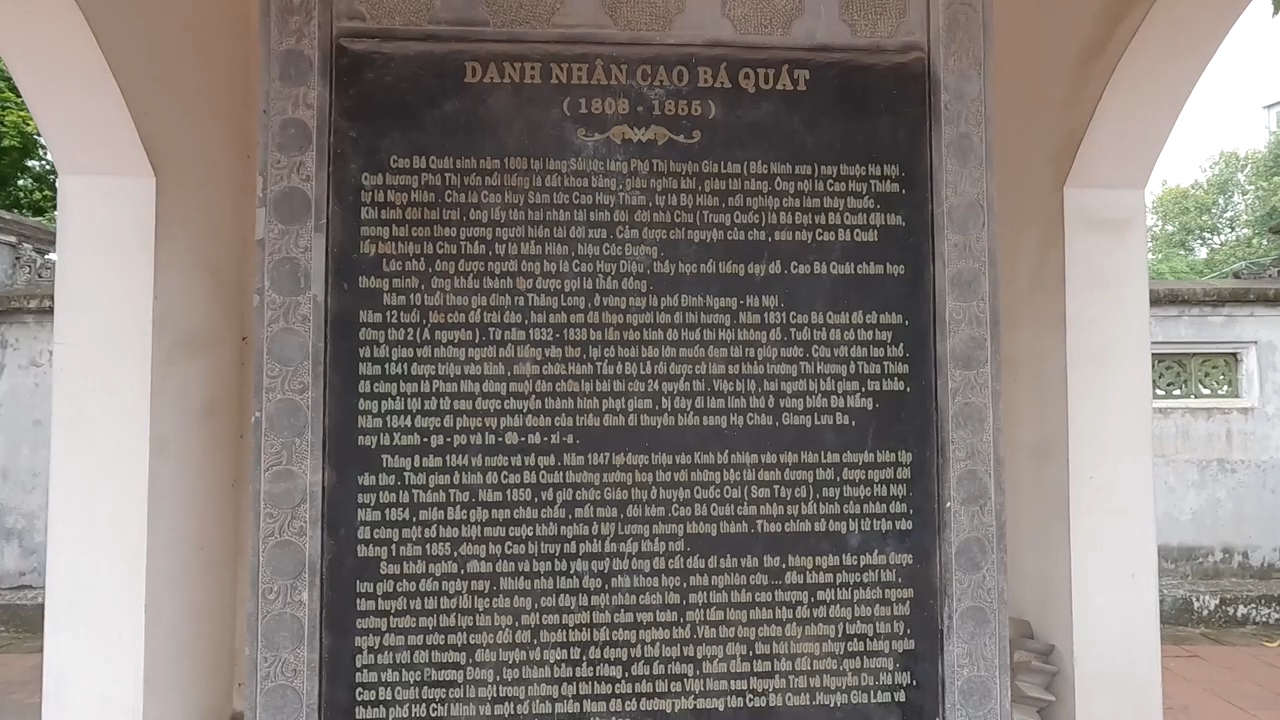 DANH NHÂN CAO BÁ QUÁT
( 1808 - 1855 )
Cao Bá Quát sinh năm 1808 tại làng Sủi tức làng Phú Thị huyện Gia Lâm ( Bắc Ninh xưa ) nay thuộc Hà Nội .
Quê hương Phú Thị vốn nổi tiếng là đất khoa bảng , giàu nghĩa khí , giàu tài năng. Ông nội là Cao Huy Thiềm ,
tự là Ngọ Hiên . Cha là Cao Huy Sâm tức Cao Huy Tham , tự là Bộ Hiên , nối nghiệp cha làm thầy thuốc.
Khi sinh đôi hai trai , ông lấy tên hai nhân tài sinh đôi đời nhà Chu ( Trung Quốc ) là Bá Đạt và Bá Quát đặt tên,
mong hai con theo gương người hiền tài đời xưa . Cảm được chí nguyện của cha , sau này Cao Bá Quát
lấy bút hiệu là Chu Thần , tự là Mẫn Hiên , hiệu Cúc Đường .
Lúc nhỏ , ông được người ông họ là Cao Huy Diệu , thầy học nổi tiếng dạy dỗ . Cao Bá Quát chăm học
thông minh , ứng khẩu thành thơ được gọi là thần đồng .
Năm 10 tuổi theo gia đình ra Thăng Long , ở vùng nay là phố Đình Ngang - Hà Nội .
Năm 12 tuổi , tóc còn để trái đào , hai anh em đã theo người lớn đi thi hương . Năm 1831 Cao Bá Quát đỗ cử nhân ,
đứng thứ 2 ( Á nguyên ) . Từ năm 1832 - 1838 ba lần vào kinh đô Huế thi Hội không đỗ . Tuổi trẻ đã có thơ hay
và kết giao với những người nổi tiếng văn thơ , lại có hoài bão lớn muốn đem tài ra giúp nước . Cứu vớt dân lao khổ .
Năm 1841 được triệu vào kinh , nhậm chức Hành Tẩu ở Bộ Lễ rồi được cử làm sơ khảo trường Thi Hương ở Thừa Thiên
đã cùng bạn là Phan Nhạ dùng muội đèn chữa lại bài thi cứu 24 quyển thi . Việc bị lộ , hai người bị bắt giam , tra khảo ,
ông phải tội xử tử sau được chuyển thành hình phạt giam , bị đày đi làm lính thú ở vùng biển Đà Nẵng .
Năm 1844 được đi phục vụ phái đoàn của triều đình đi thuyền biển sang Hạ Châu , Giang Lưu Ba ,
nay là Xanh - ga - po và In - đô - nê - xi -a .
Tháng 8 năm 1844 về nước và về quê . Năm 1847 lại được triệu vào Kinh bổ nhiệm vào viện Hàn Lâm chuyên biên tập
văn thơ . Thời gian ở kinh đô Cao Bá Quát thường xướng hoạ thơ với những bậc tài danh đương thời , được người đời
suy tôn là Thánh Thơ . Năm 1850 , về giữ chức Giáo thụ ở huyện Quốc Oai ( Sơn Tây cũ ) , nay thuộc Hà Nội .
Năm 1854 , miền Bắc gặp nạn châu chấu , mất mùa , đói kém . Cao Bá Quát cảm nhận sự bất bình của nhân dân ,
đã cùng một số hào kiệt mưu cuộc khởi nghĩa ở Mỹ Lương nhưng không thành . Theo chính sử ông bị tử trận vào
tháng 1 năm 1855 , dòng họ Cao bị truy nã phải ẩn nấp khắp nơi .
Sau khởi nghĩa , nhân dân và bạn bè yêu quý thơ ông đã cất dấu di sản văn thơ , hàng ngàn tác phẩm được
lưu giữ cho đến ngày nay . Nhiều nhà lãnh đạo , nhà khoa học , nhà nghiên cứu ... đều khâm phục chí khí ,
tâm huyết và tài thơ lỗi lạc của ông , coi đây là một nhân cách lớn , một tinh thần cao thượng , một khí phách ngoan
cường trước mọi thế lực tàn bạo , một con người tình cảm vẹn toàn , một tấm lòng nhân hậu đối với đồng bào đau khổ
ngày đêm mơ ước một cuộc đổi đời , thoát khỏi bất công nghèo khổ . Văn thơ ông chứa đầy những ý tưởng tân kỳ ,
gắn sát với đời thường , điêu luyện về ngôn từ , đa dạng về thể loại và giọng điệu , thu hút hương nhụy của hàng ngàn
năm văn học Phương Đông , tạo thành bản sắc riêng , dấu ấn riêng , thấm đẫm tâm hồn đất nước , quê hương .
Cao Bá Quát được coi là một trong những đại thi hào của nền thi ca Việt Nam sau Nguyễn Trãi và Nguyễn Du . Hà Nội ,
thành phố Hồ Chí Minh và một số tỉnh miền Nam đã có đường phố mang tên Cao Bá Quát . Huyện Gia Lâm và